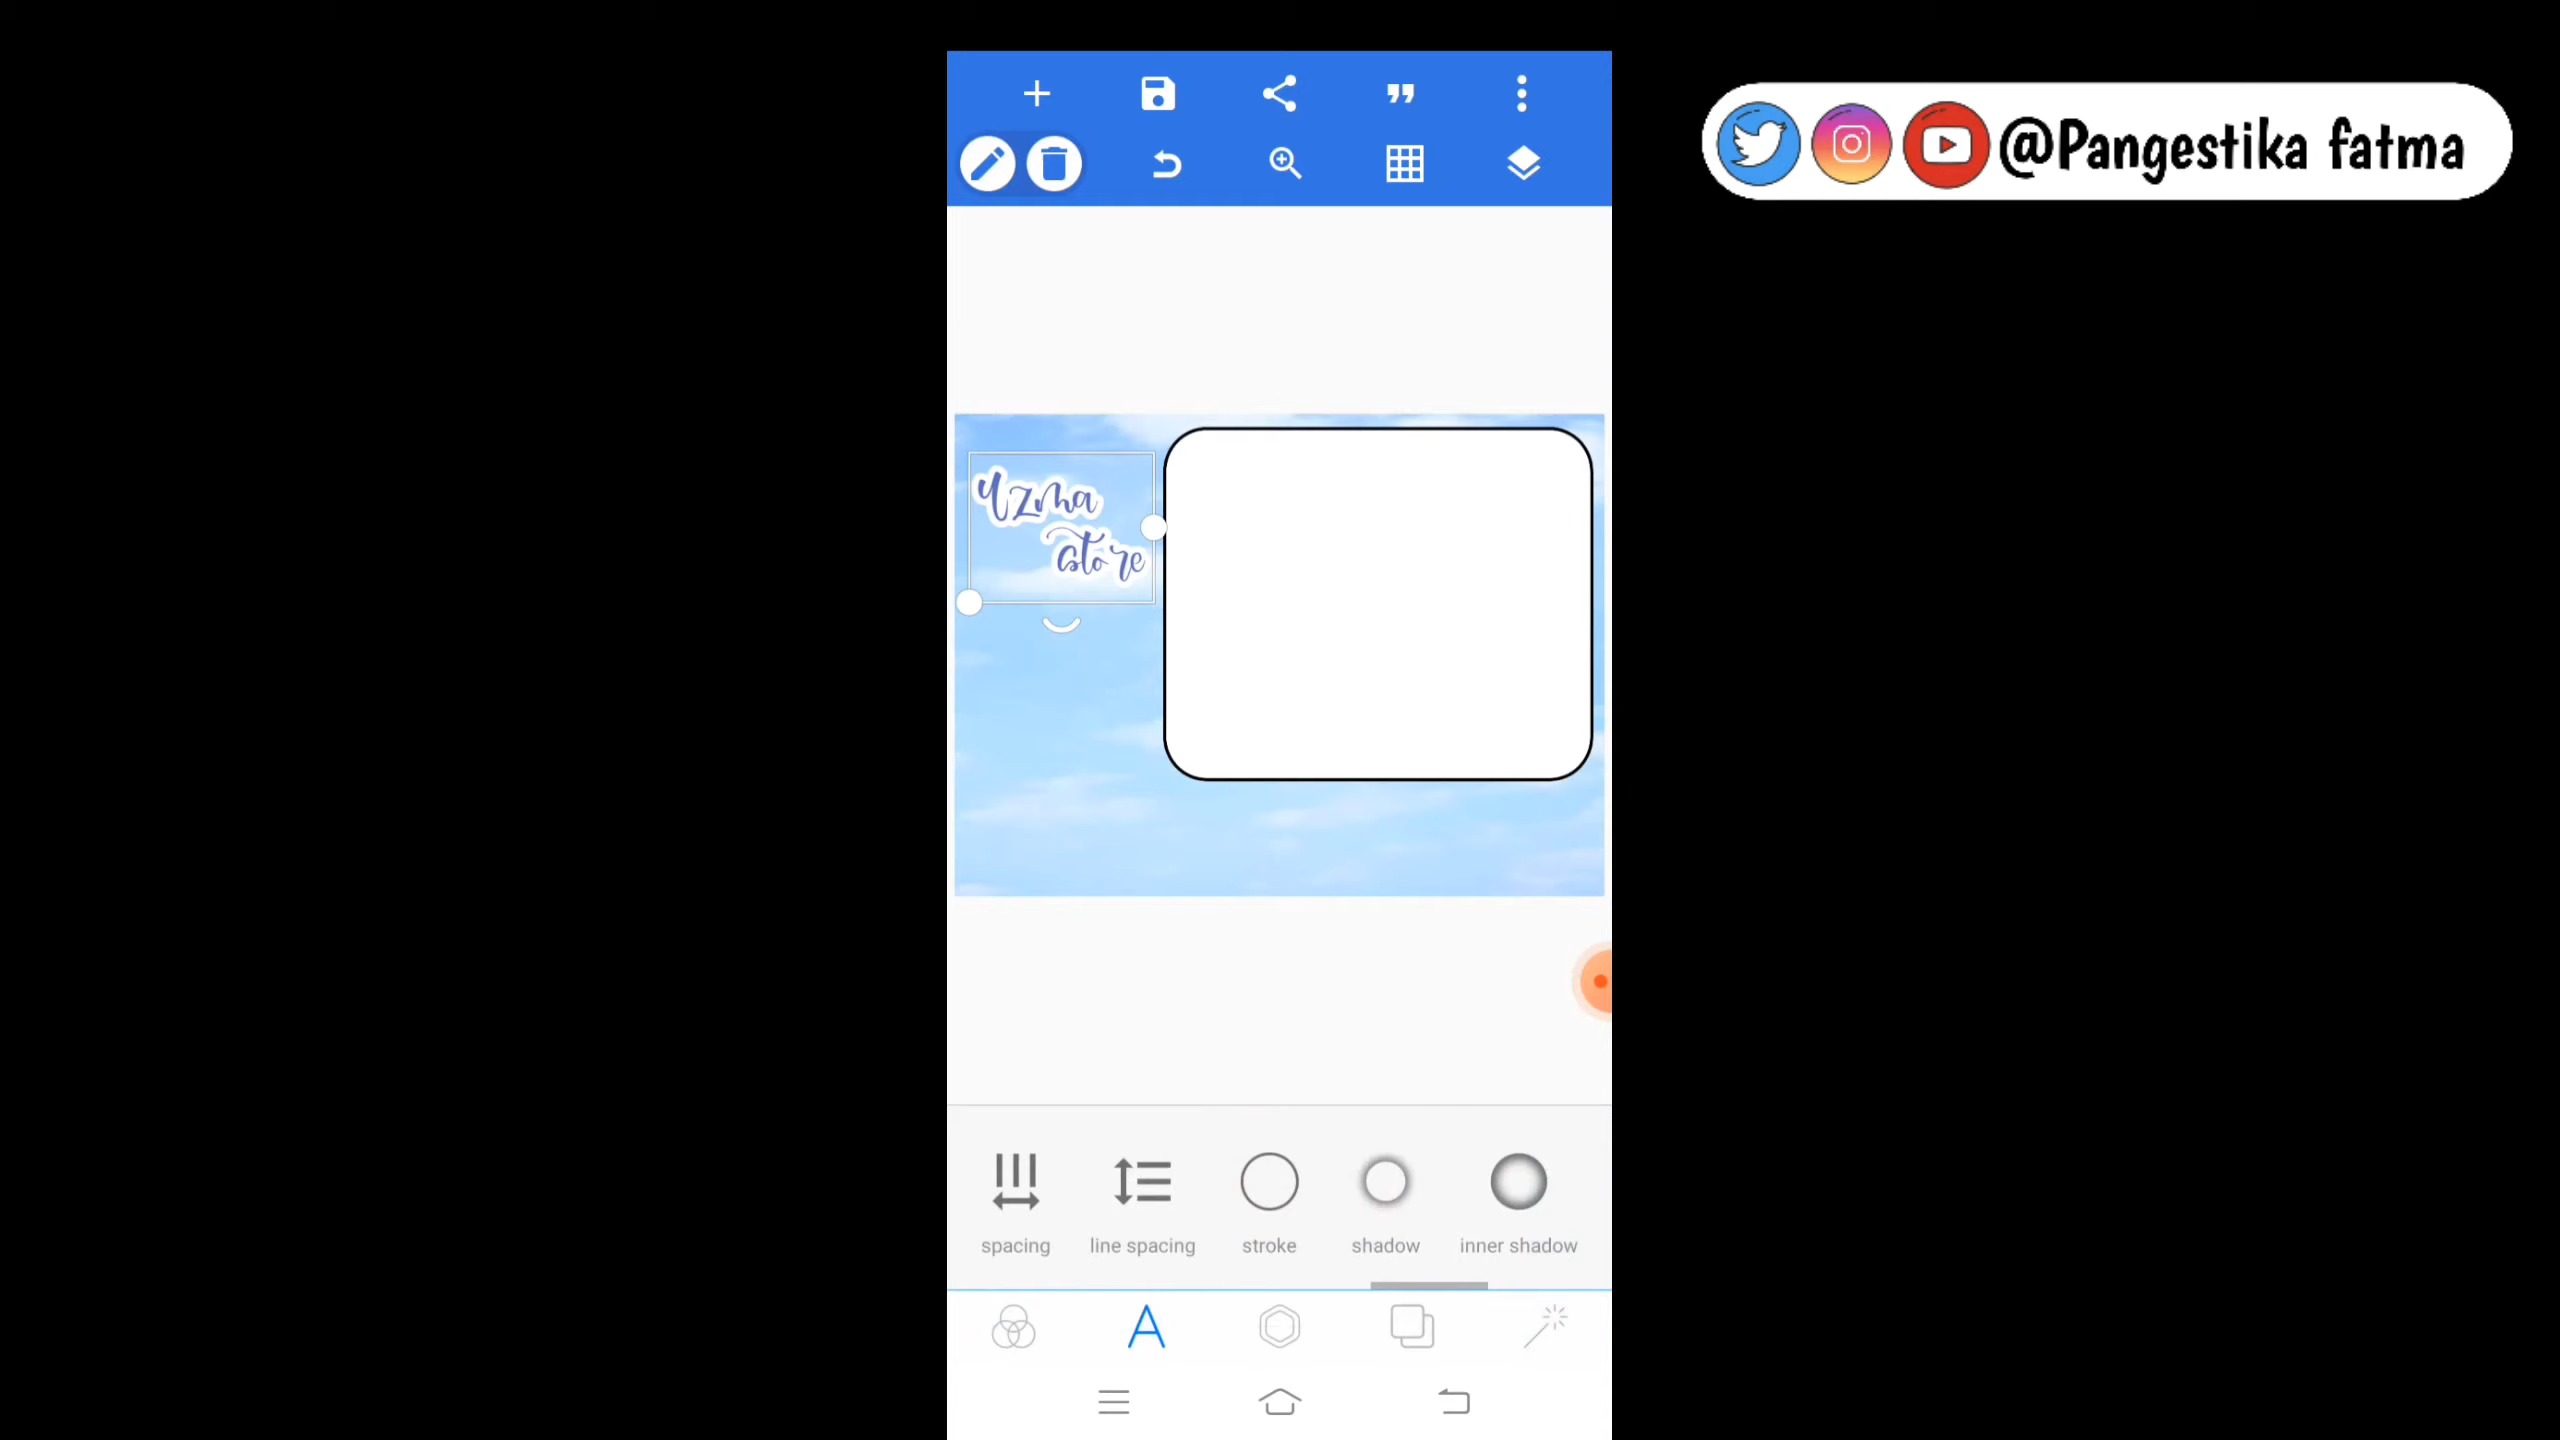 @Pangestika fatma
Uzma
store
spacing
line spacing
stroke
shadow
inner shadow